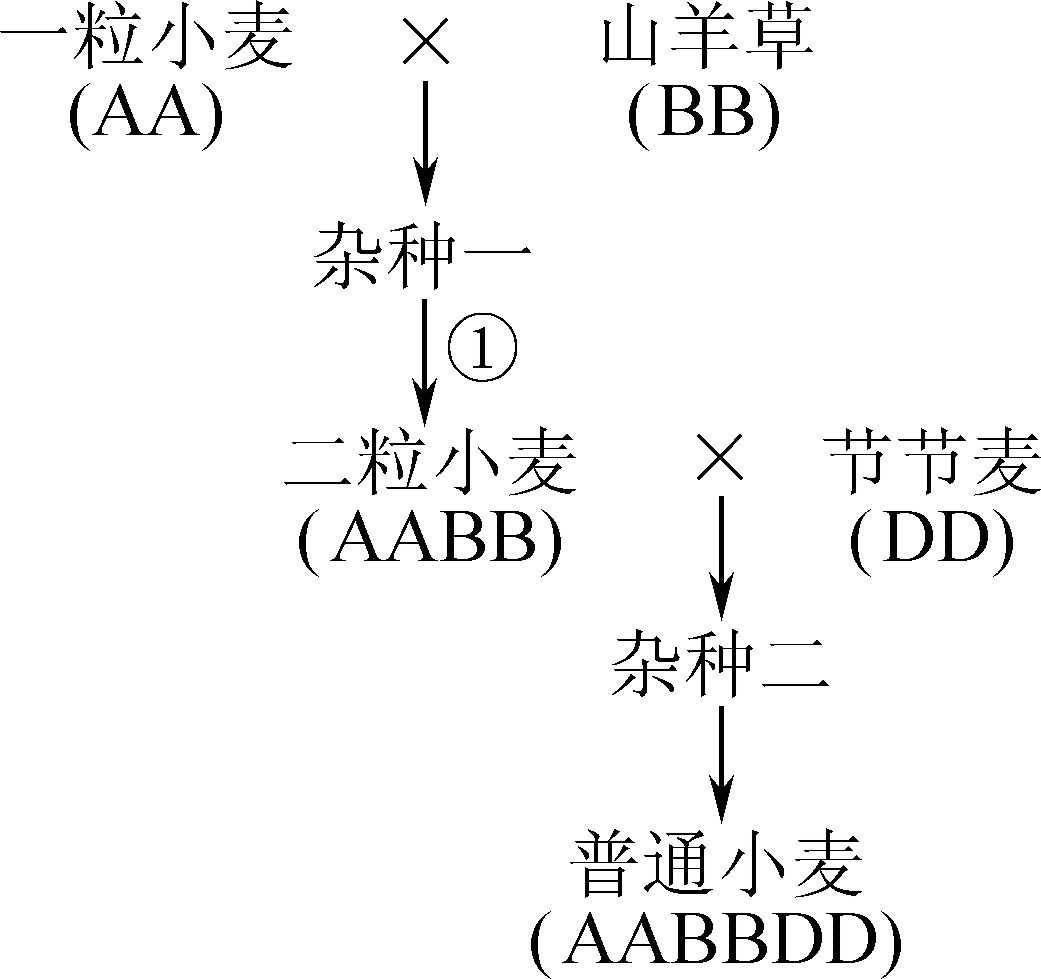 一粒小麦 × 山羊草
(AA) (BB)
杂种一
①
二粒小麦 × 节节麦
(AABB) (DD)
杂种二
普通小麦
(AABBDD)